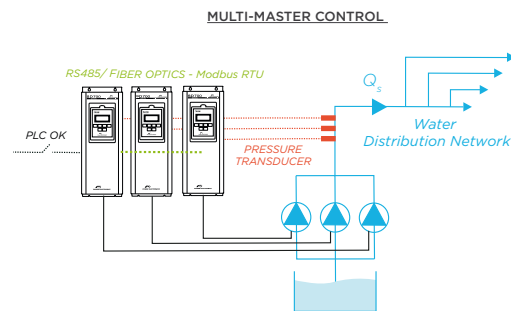 MULTI-MASTER CONTROL
RS485/ FIBER OPTICS - Modbus RTU
Qs
PLC OK
PRESSURE
TRANSDUCER
Water
Distribution Network